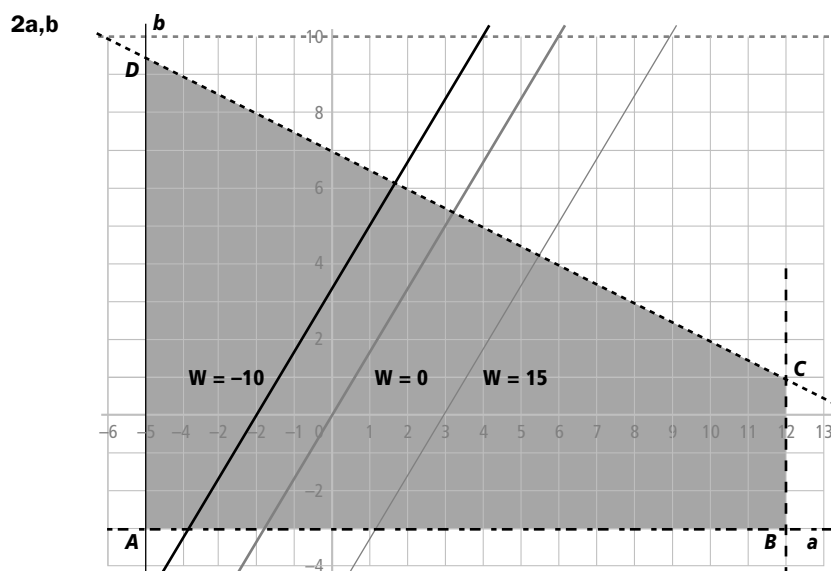 2a,b
b
10
D
8
6
4
2
W = –10 W = 0 W = 15
C
–6 –5 –4 –3 –2 –1 0 1 2 3 4 5 6 7 8 9 10 11 12 13
–2
A B a
–4